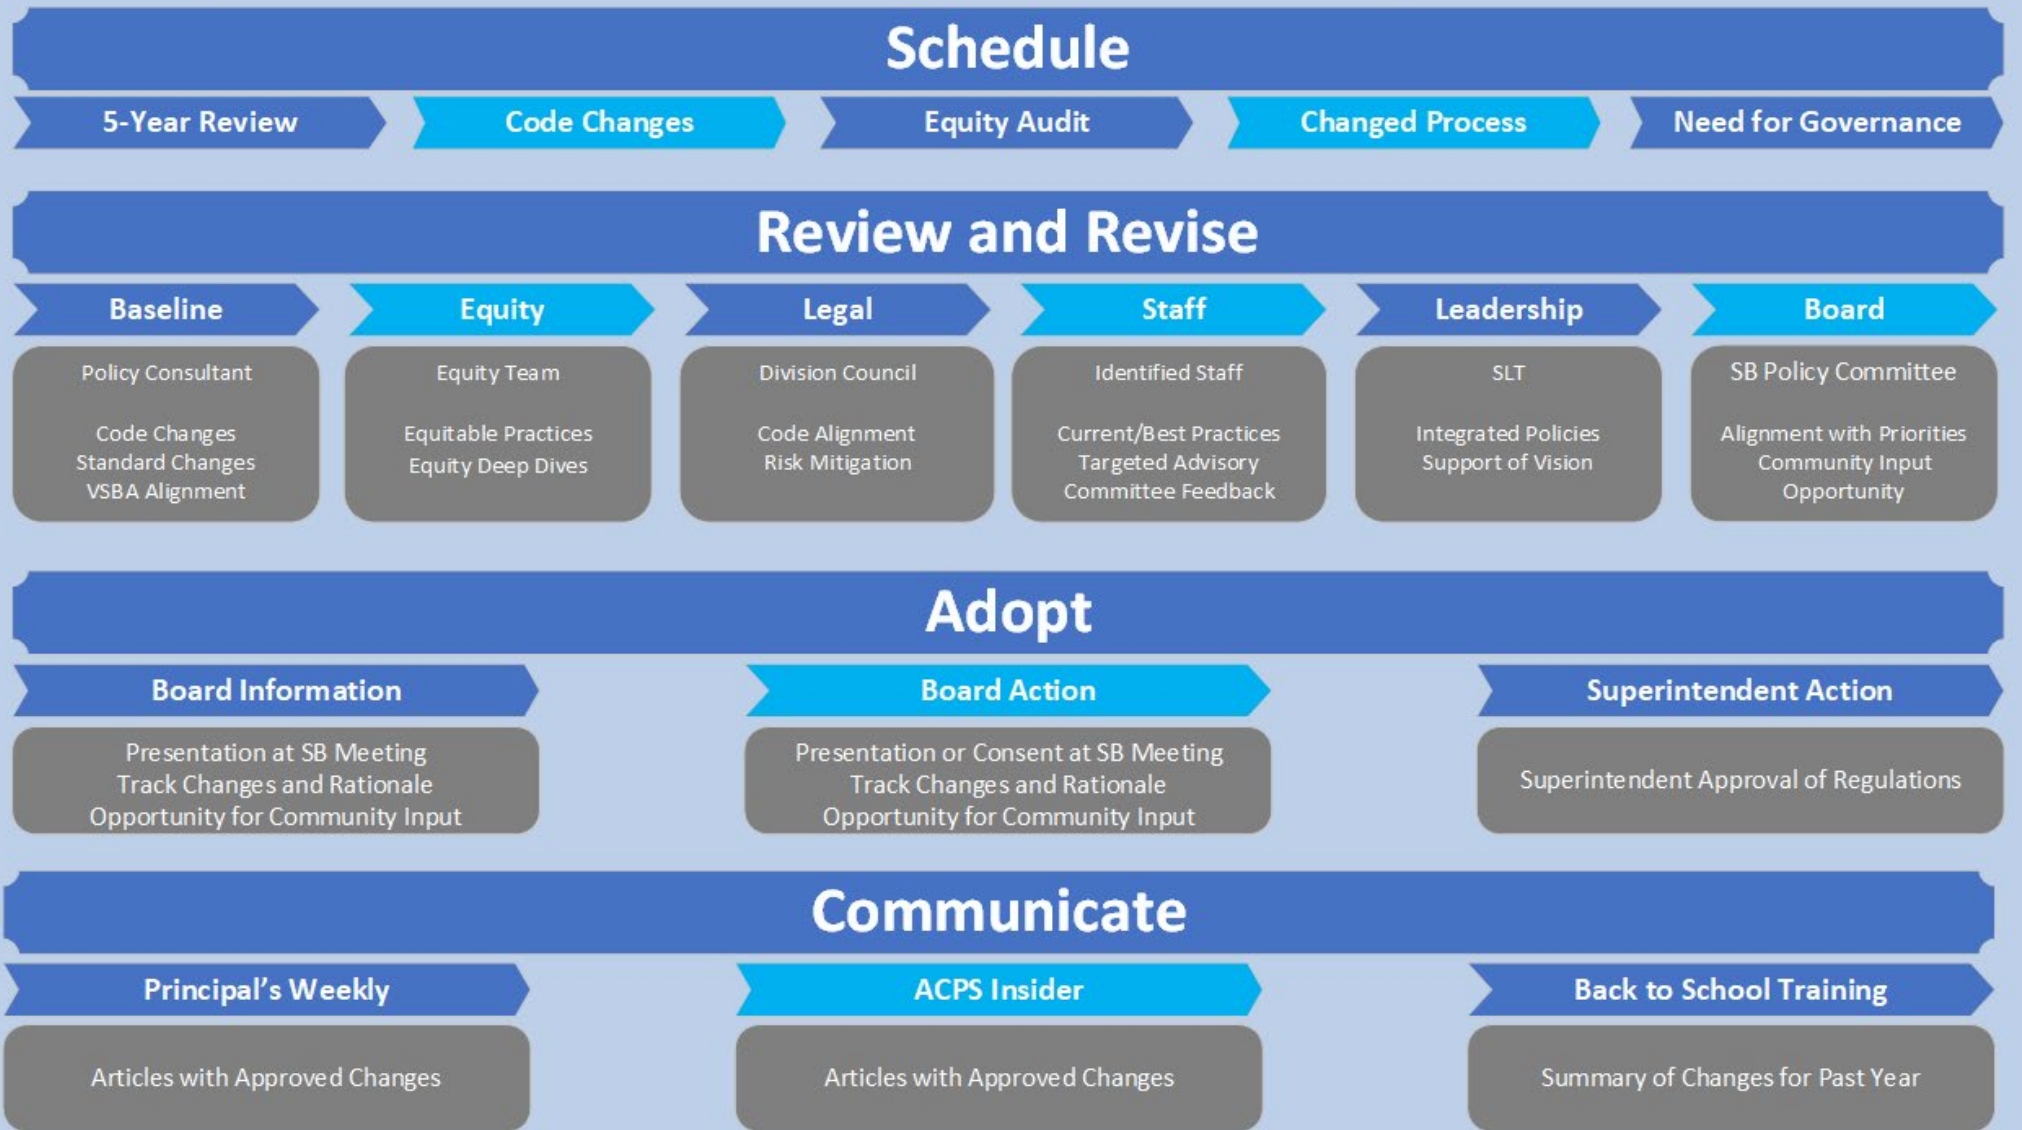 Schedule
5-Year Review
Code Changes
Equity Audit
Changed Process
Need for Governance
Review and Revise
Baseline
Equity
Legal
Staff
Leadership
Board
Policy Consultant
Code Changes
Standard Changes
VSBA Alignment
Equity Team
Equitable Practices
Equity Deep Dives
Division Council
Code Alignment
Risk Mitigation
Identified Staff
Current/Best Practices
Targeted Advisory
Committee Feedback
SLT
Integrated Policies
Support of Vision
SB Policy Committee
Alignment with Priorities
Community Input
Opportunity
Adopt
Board Information
Board Action
Superintendent Action
Presentation at SB Meeting
Track Changes and Rationale
Opportunity for Community Input
Presentation or Consent at SB Meeting
Track Changes and Rationale
Opportunity for Community Input
Superintendent Approval of Regulations
Communicate
Principal’s Weekly
ACPS Insider
Back to School Training
Articles with Approved Changes
Articles with Approved Changes
Summary of Changes for Past Year